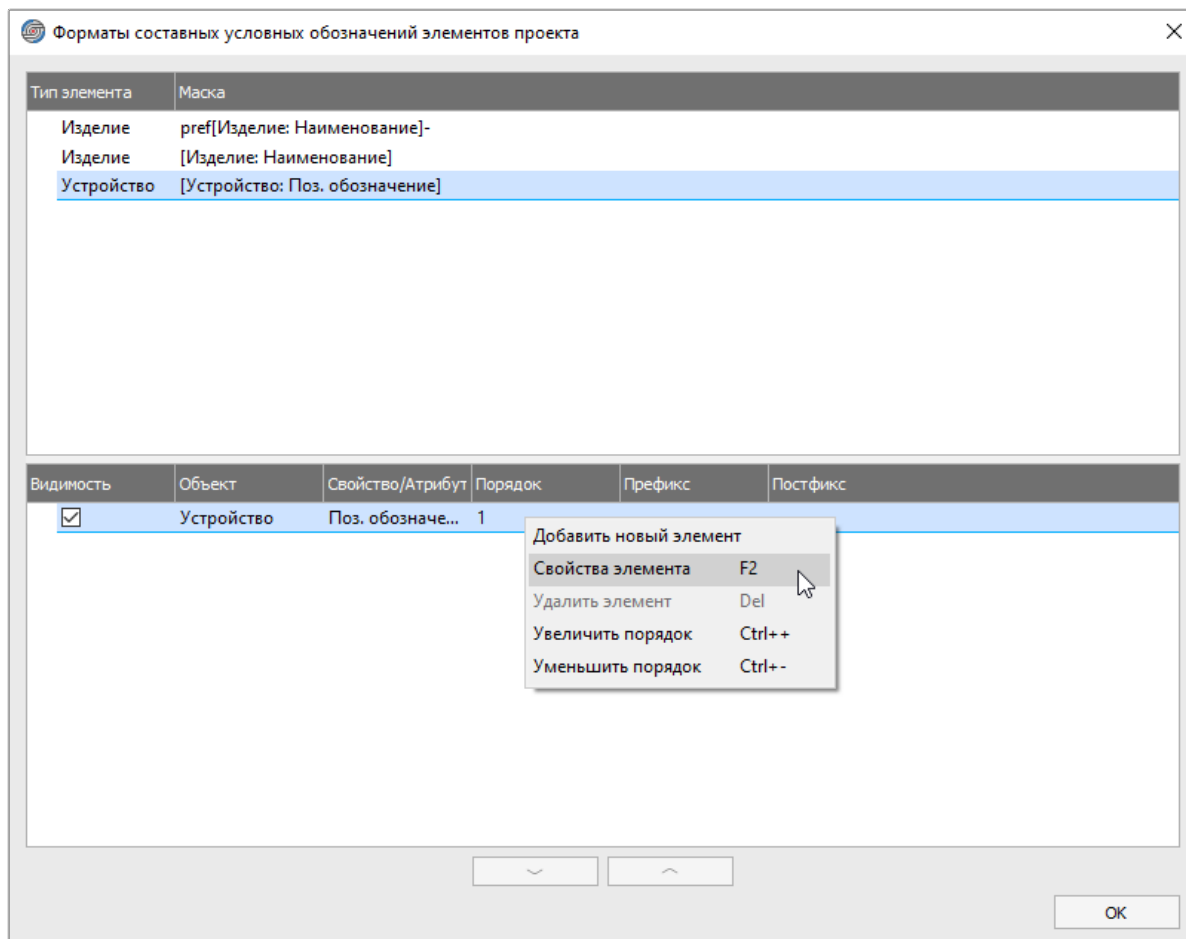 Форматы составных условных обозначений элементов проекта
Тип элемента Маска
Изделие pref[Изделие: Наименование]-
Изделие [Изделие: Наименование]
Устройство [Устройство: Поз. обозначение]
Видимость Объект Свойство/Атрибут Порядок Префикс Постфикс
Устройство Поз. обозначе... 1
Добавить новый элемент
Свойства элемента F2
Удалить элемент Del
Увеличить порядок Ctrl++
Уменьшить порядок Ctrl+-
OK